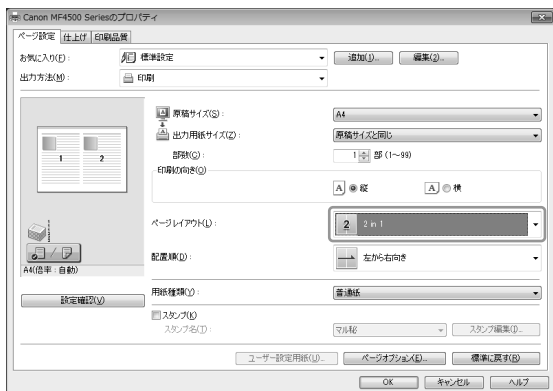 Canon MF4500 Seriesのプロパティ
ページ設定 仕上げ 印刷品質
お気に入り(F): 標準設定 追加(1)... 編集(2)...
出力方法(M): 印刷
原稿サイズ(S): A4
出力用紙サイズ(Z): 原稿サイズと同じ
部数(C): 1 部 (1～99)
印刷の向き(O)
A 縦 A 横
1 2
ページレイアウト(L): 2 2 in 1
配置順(D): 左から右向き
A4(倍率:自動)
設定確認(V)
用紙種類(Y): 普通紙
スタンプ(K)
スタンプ名(T): マル秘 スタンプ編集(I)...
ユーザー設定用紙(U)... ページオプション(E)... 標準に戻す(R)
OK キャンセル ヘルプ